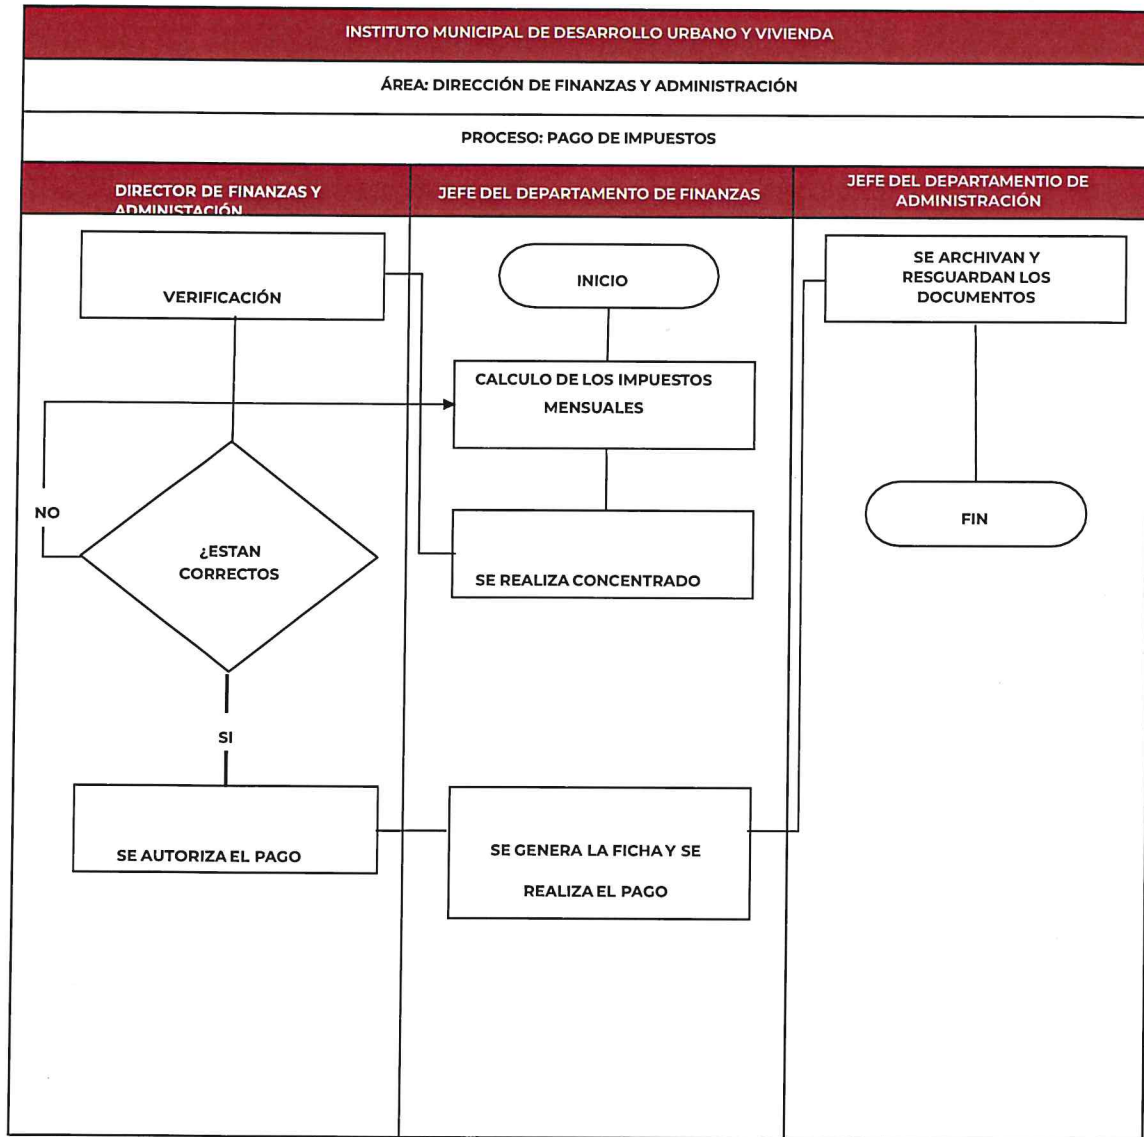 INSTITUTO MUNICIPAL DE DESARROLLO URBANO Y VIVIENDA
ÁREA: DIRECCIÓN DE FINANZAS Y ADMINISTRACIÓN
PROCESO: PAGO DE IMPUESTOS
DIRECTOR DE FINANZAS Y
ADMINISTACIÓN
JEFE DEL DEPARTAMENTO DE FINANZAS
JEFE DEL DEPARTAMENTIO DE
ADMINISTRACIÓN
VERIFICACIÓN
INICIO
SE ARCHIVAN Y
RESGUARDAN LOS
DOCUMENTOS
CALCULO DE LOS IMPUESTOS
MENSUALES
NO
¿ESTAN
CORRECTOS
SE REALIZA CONCENTRADO
FIN
SI
SE AUTORIZA EL PAGO
SE GENERA LA FICHA Y SE
REALIZA EL PAGO